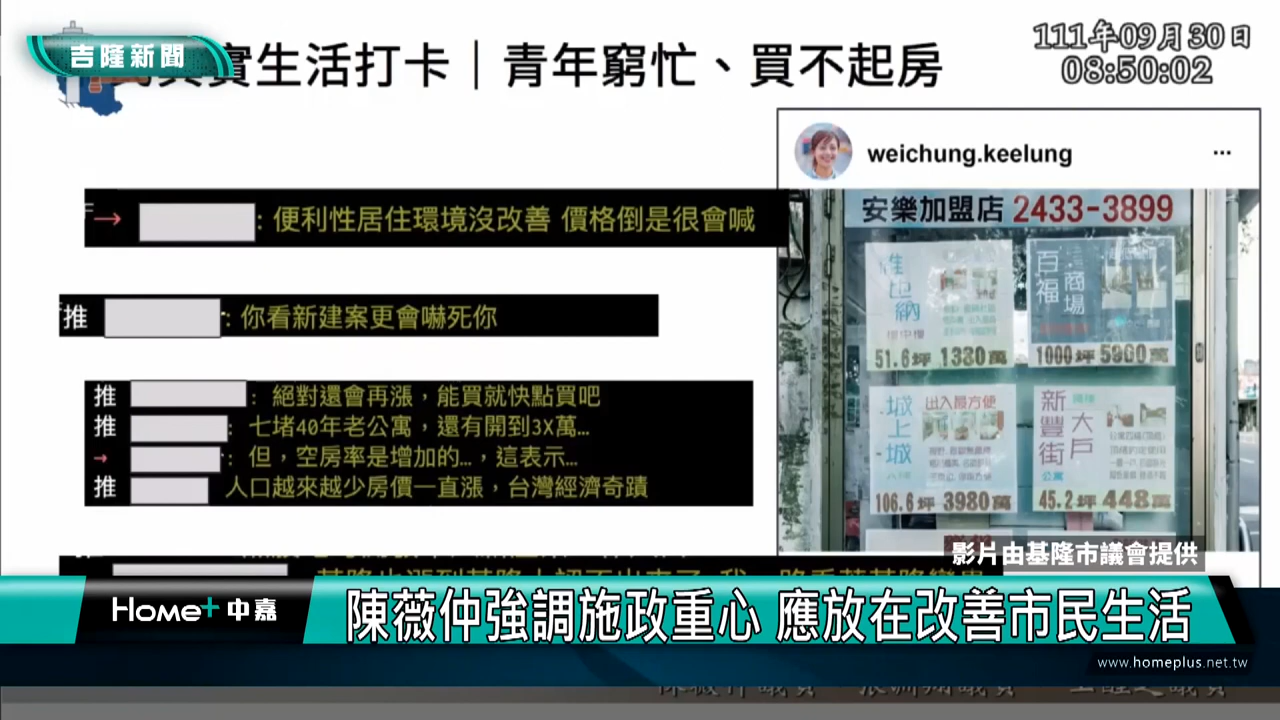 吉隆新聞
實生活打卡｜青年窮忙、買不起房
111年09月30日
08:50:02
weichung.keelung
...
→ : 便利性居住環境沒改善 價格倒是很會喊
推 : 你看新建案更會嚇死你
推 : 絕對還會再漲，能買就快點買吧
推 : 七堵40年老公寓，還有開到3X萬…
→ : 但，空房率是增加的…，這表示…
推 人口越來越少房價一直漲，台灣經濟奇蹟
安樂加盟店 2433-3899
維也納
51.6坪 1380萬
百福 商場
1000坪 5960萬
城上城
出入最方便
106.6坪 3980萬
新豐街 大戶
公寓
45.2坪 448萬
影片由基隆市議會提供
Home+ 中嘉
陳薇仲強調施政重心 應放在改善市民生活
www.homeplus.net.tw